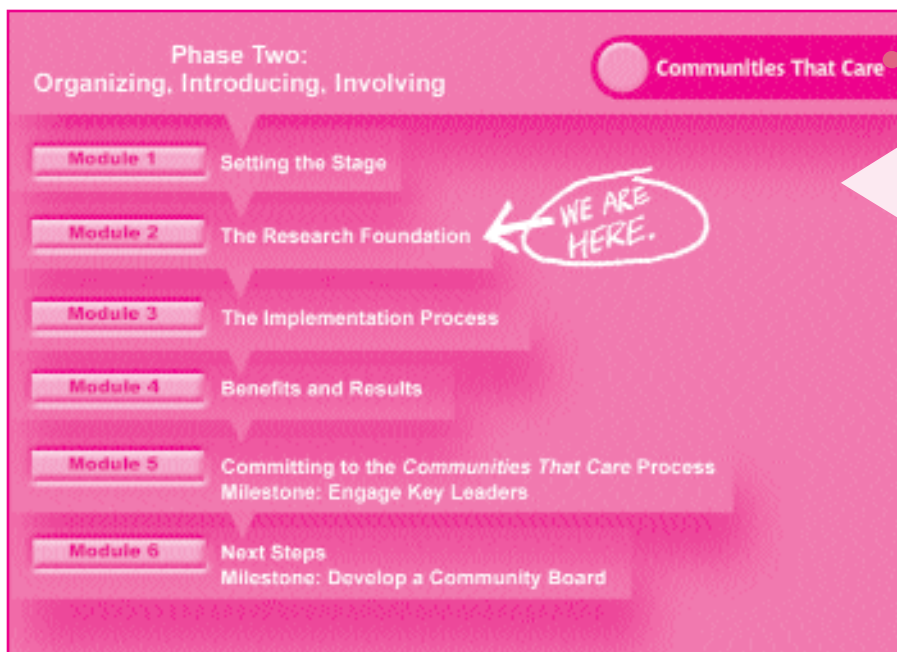 Phase Two:
Organizing, Introducing, Involving
Communities That Care
Module 1
Setting the Stage
Module 2
The Research Foundation
WE ARE
HERE.
Module 3
The Implementation Process
Module 4
Benefits and Results
Module 5
Committing to the Communities That Care Process
Milestone: Engage Key Leaders
Module 6
Next Steps
Milestone: Develop a Community Board